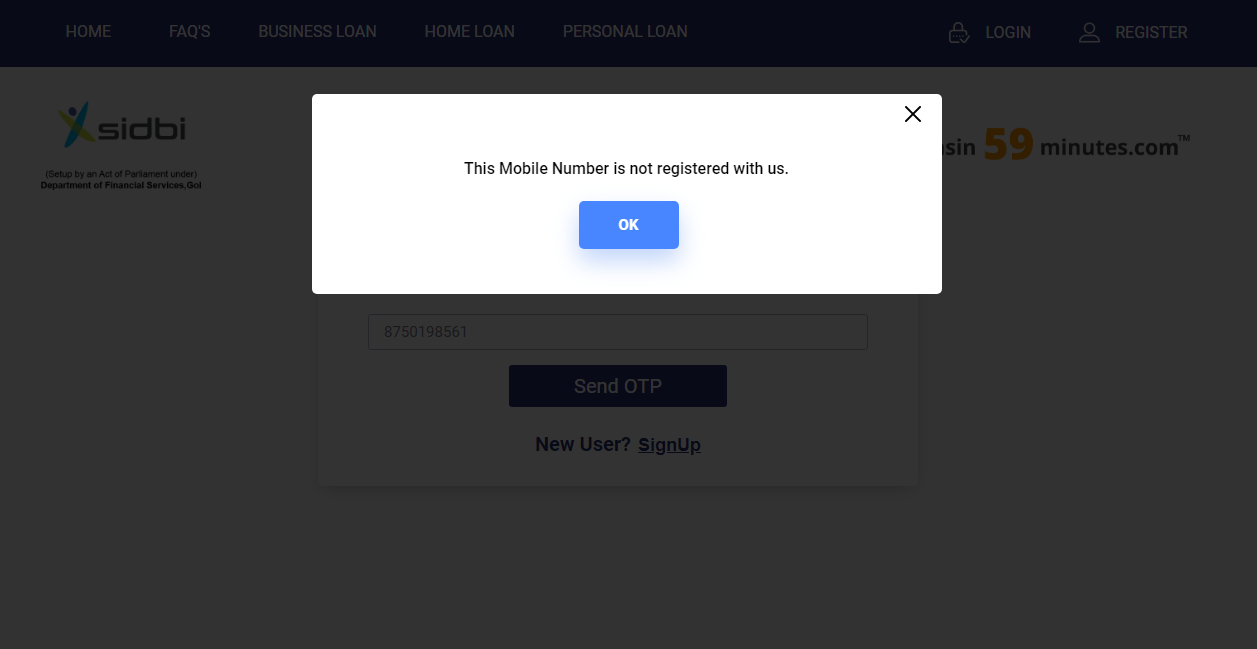 HOME FAQ'S BUSINESS LOAN HOME LOAN PERSONAL LOAN LOGIN REGISTER
sidbi
(Setup by an Act of Parliament under)
Department of Financial Services,GoI
sin 59 minutes.com™
This Mobile Number is not registered with us.
OK
8750198561
Send OTP
New User? SignUp